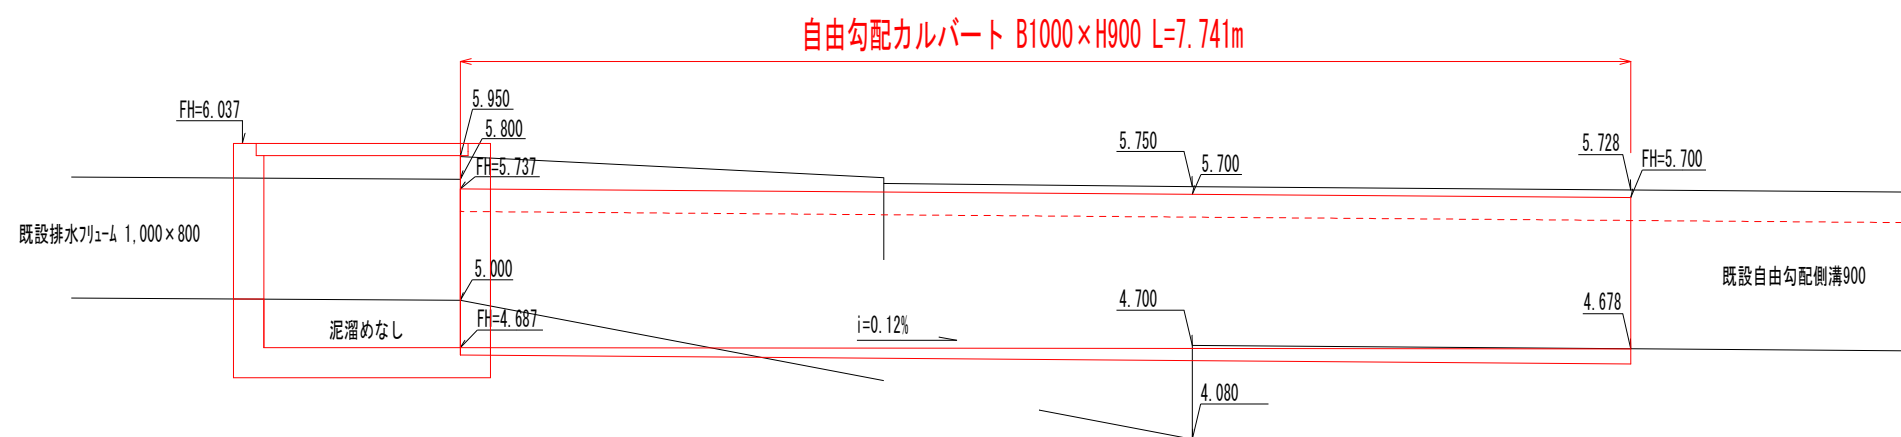 自由勾配カルバート B1000×H900 L=7.741m
FH=6.037
5.950
5.800
FH=5.737
5.750
5.700
5.728
FH=5.700
既設排水フリューム 1,000×800
5.000
既設自由勾配側溝900
泥溜めなし
FH=4.687
i=0.12%
4.700
4.678
4.080